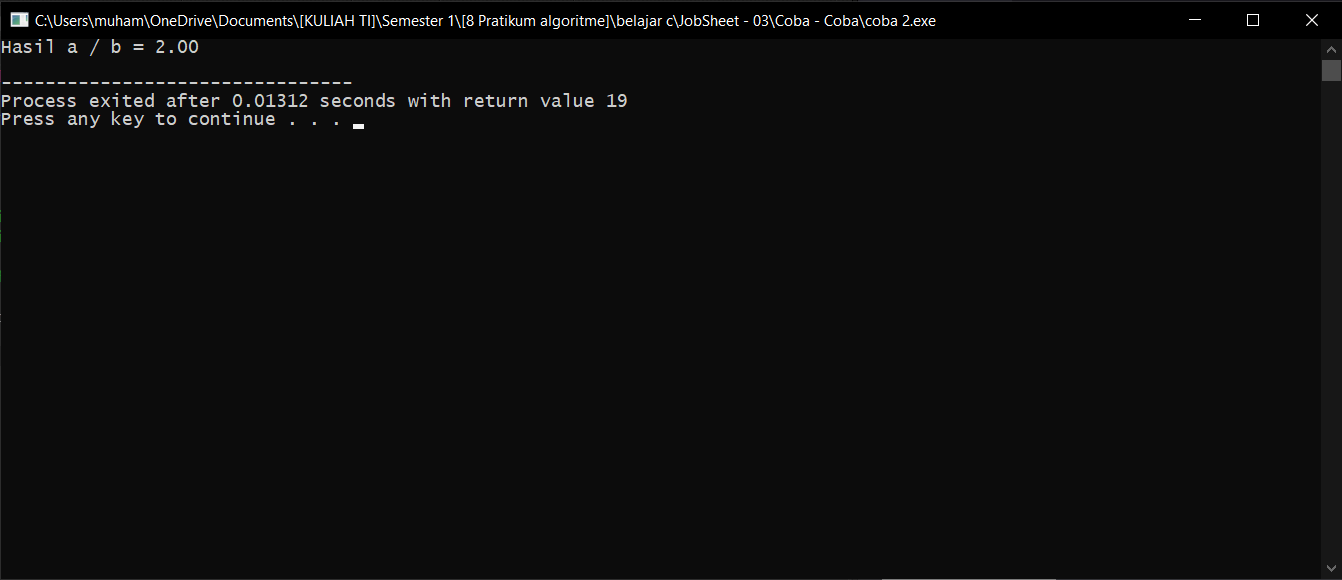 C:\Users\muham\OneDrive\Documents\[KULIAH TI]\Semester 1\[8 Pratikum algoritme]\belajar c\JobSheet - 03\Coba - Coba\coba 2.exe
Hasil a / b = 2.00
--------------------------------
Process exited after 0.01312 seconds with return value 19
Press any key to continue . . .